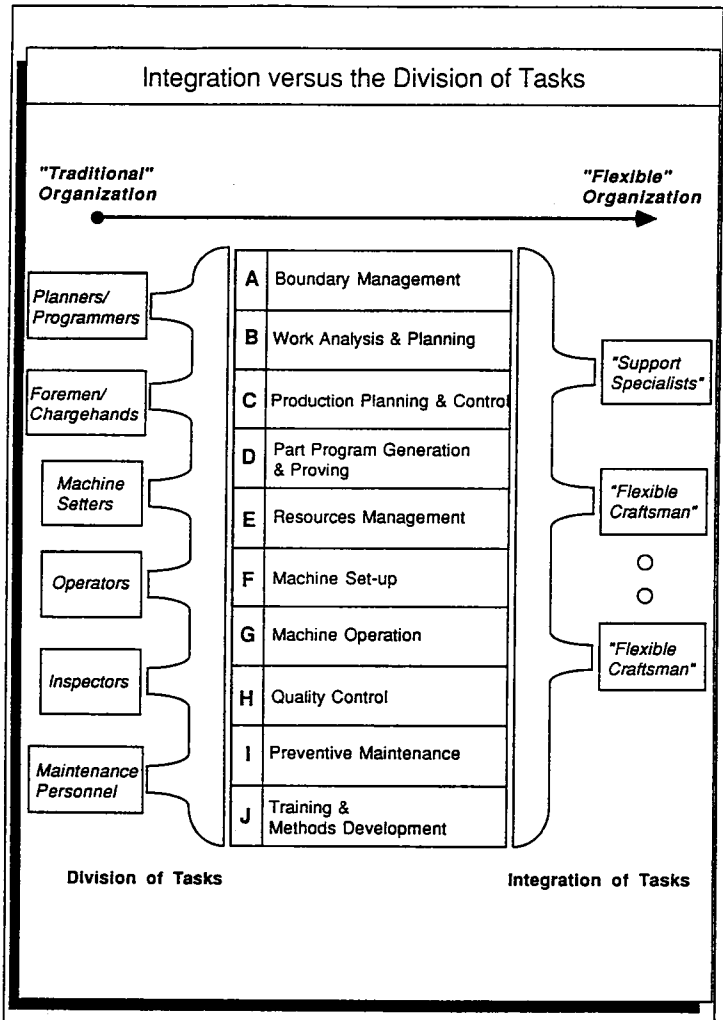 Integration versus the Division of Tasks
"Traditional"
Organization
"Flexible"
Organization
Planners/
Programmers
Foremen/
Chargehands
Machine
Setters
Operators
Inspectors
Maintenance
Personnel
A Boundary Management
B Work Analysis & Planning
C Production Planning & Control
D Part Program Generation
& Proving
E Resources Management
F Machine Set-up
G Machine Operation
H Quality Control
I Preventive Maintenance
J Training &
Methods Development
"Support
Specialists"
"Flexible
Craftsman"
"Flexible
Craftsman"
Division of Tasks
Integration of Tasks